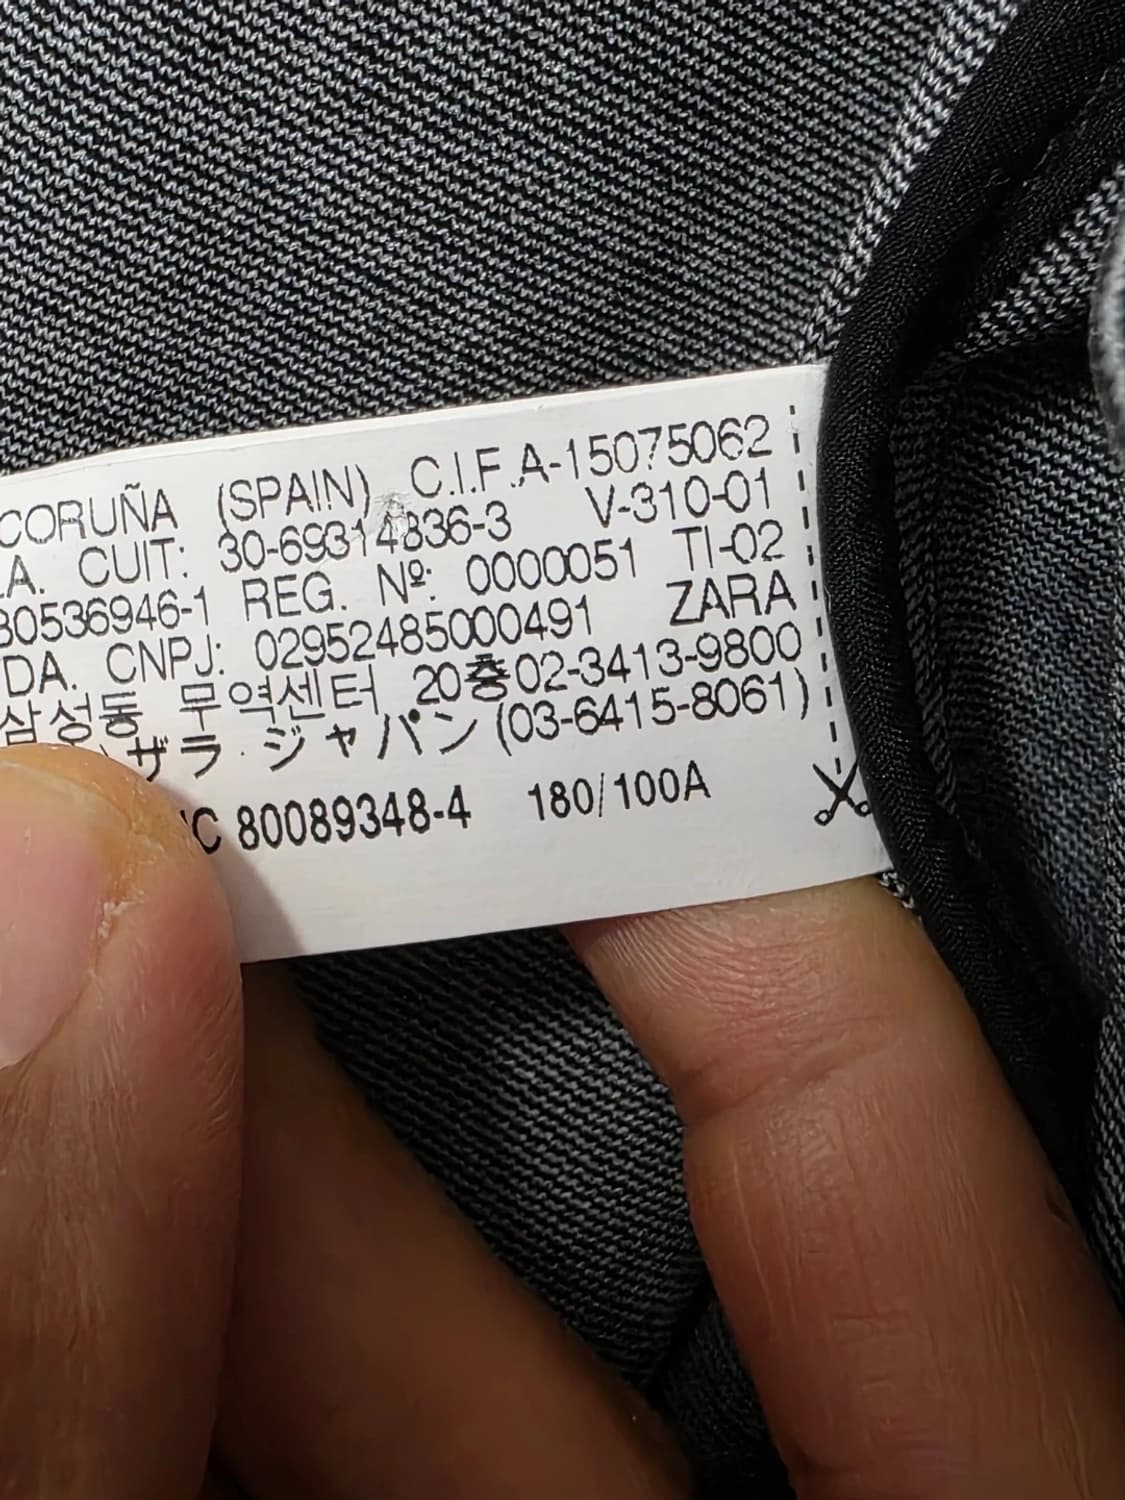 CORUÑA (SPAIN) C.I.F.A-15075062
.A. CUIT: 30-69314836-3 V-310-01
80536946-1 REG. Nº: 0000051 TI-02
DA. CNPJ: 02952485000491 ZARA
삼성동 무역센터 20층02-3413-9800
ザラ・ジャパン (03-6415-8061)
C 80089348-4 180/100A